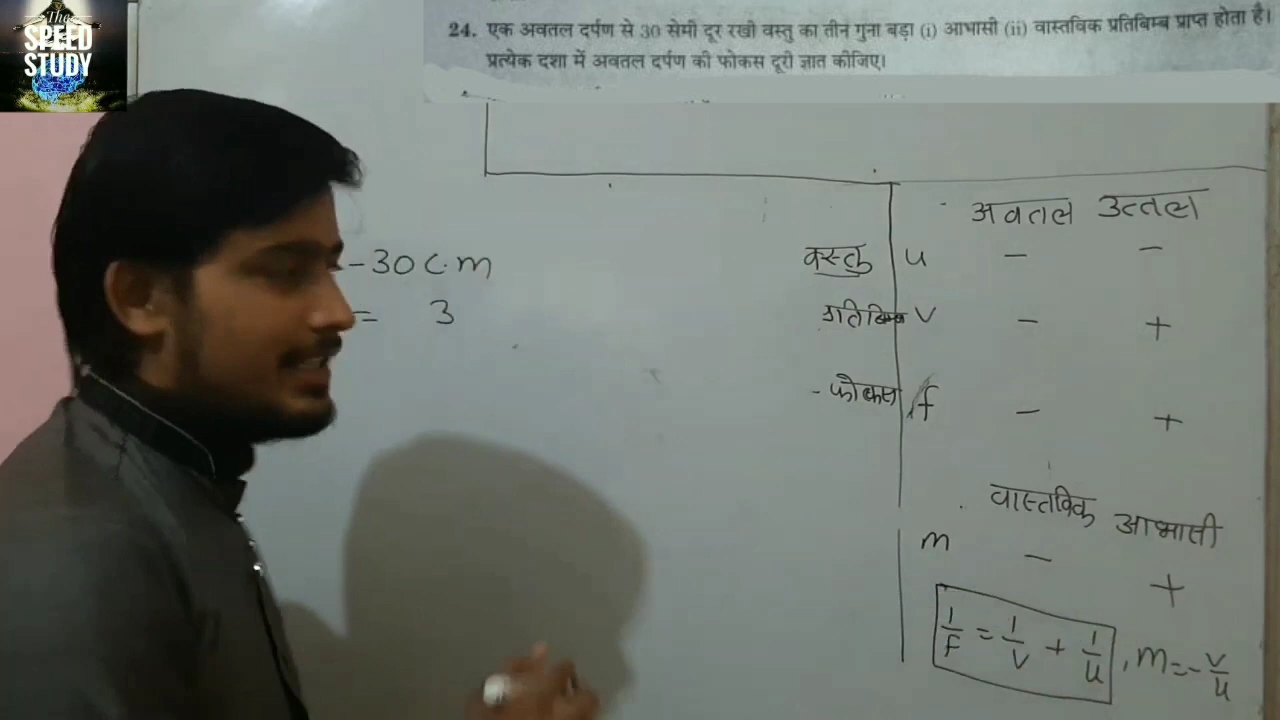 The
SPEED
STUDY
24. एक अवतल दर्पण से 30 सेमी दूर रखी वस्तु का तीन गुना बड़ा (i) आभासी (ii) वास्तविक प्रतिबिम्ब प्राप्त होता है।
प्रत्येक दशा में अवतल दर्पण की फोकस दूरी ज्ञात कीजिए।
-30 C.m
= 3
अवतल उत्तल
वस्तु u - -
प्रतिबिम्ब v - +
- फोकस f - +
वास्तविक आभासी
m - +
1/F = 1/v + 1/u , m = - v/u